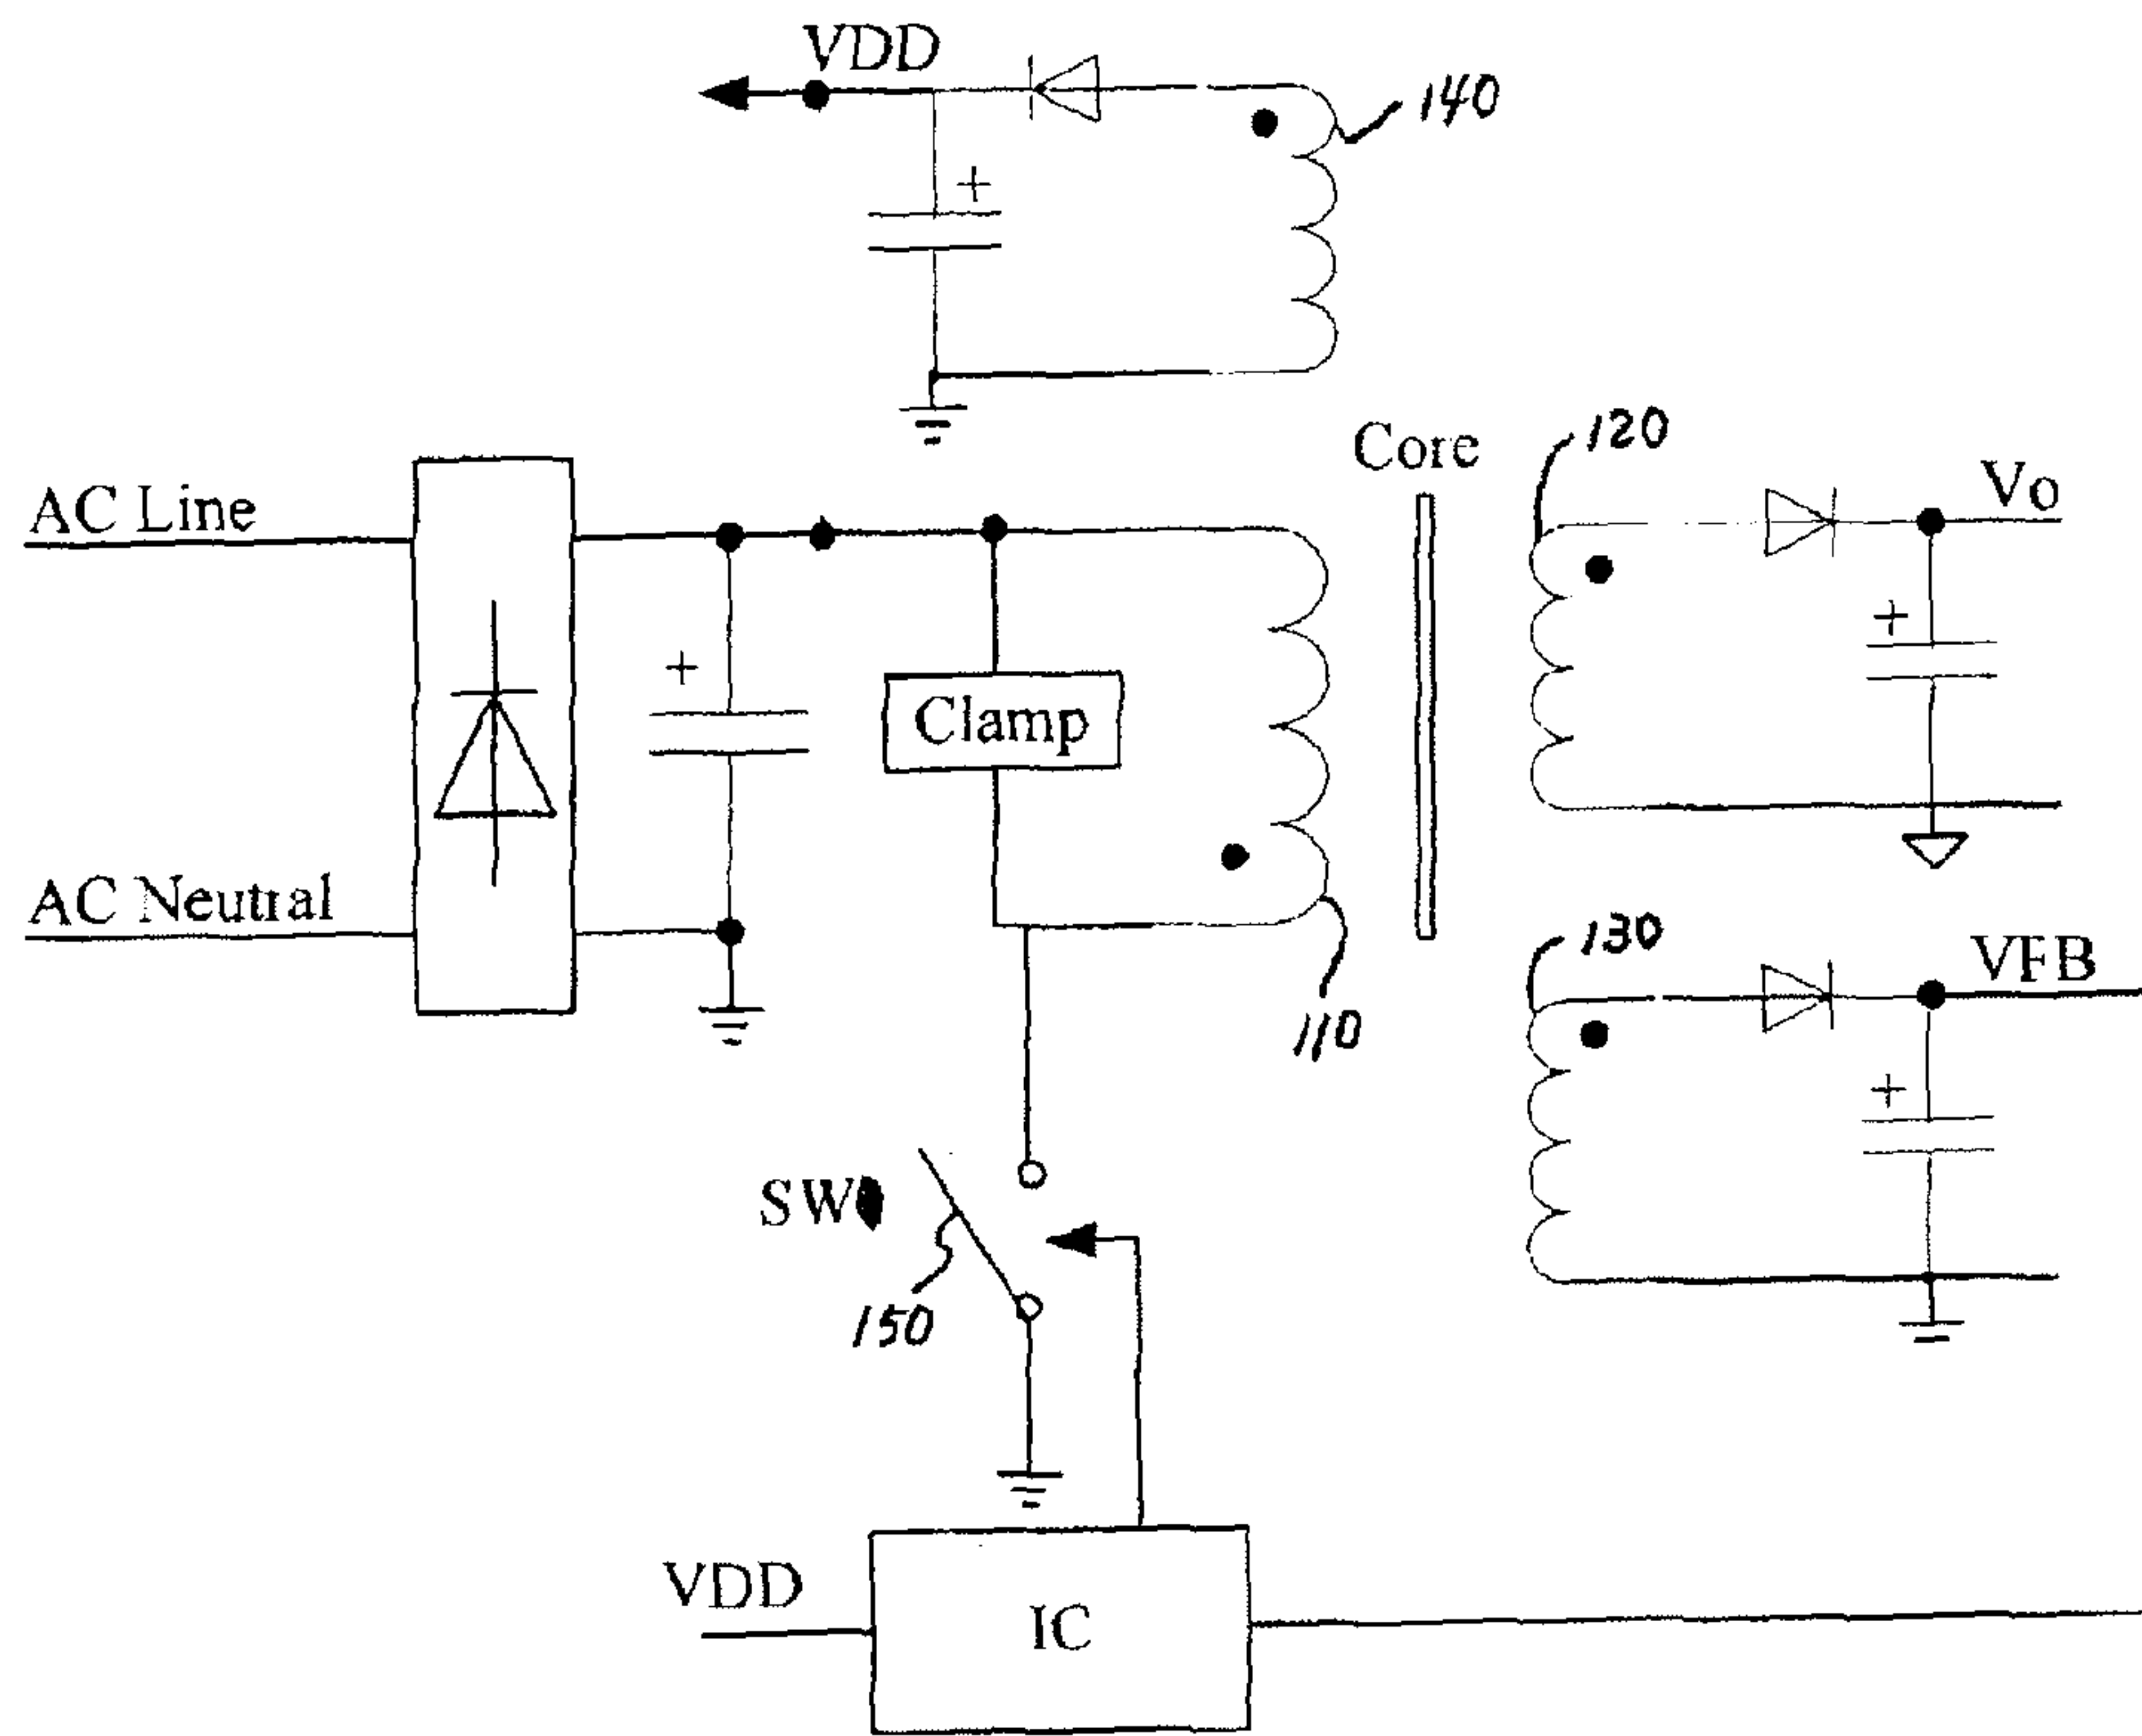 VDD
140
120
Core
Vo
AC Line
Clamp
AC Neutral
130
VFB
110
SW
150
VDD
IC